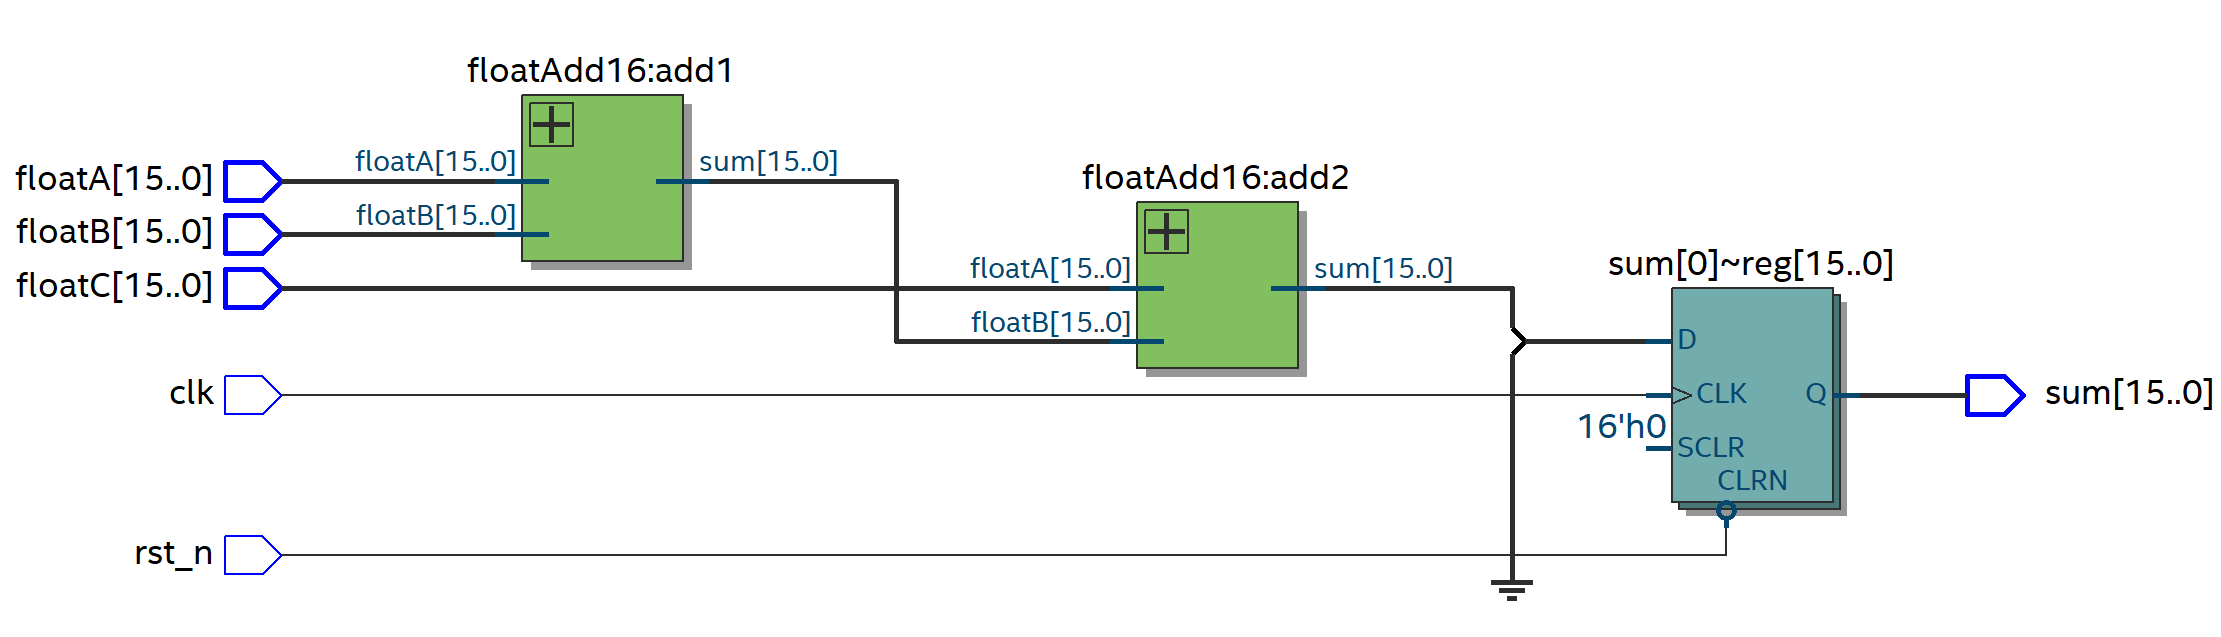 floatAdd16:add1
floatA[15..0]
floatA[15..0]
sum[15..0]
floatB[15..0]
floatB[15..0]
floatC[15..0]
floatAdd16:add2
floatA[15..0]
sum[15..0]
floatB[15..0]
sum[0]~reg[15..0]
D
clk
CLK
Q
sum[15..0]
16'h0
SCLR
CLRN
rst_n